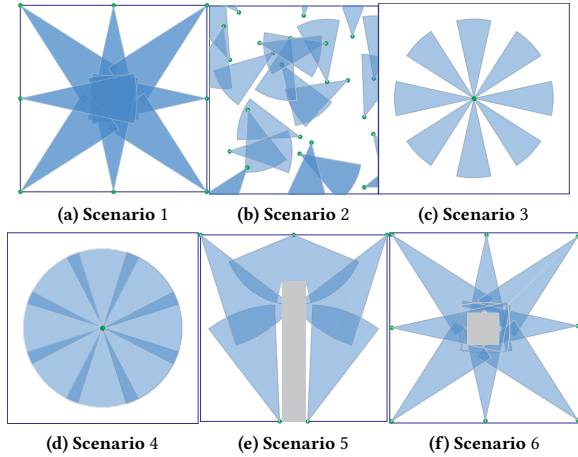 (a) Scenario 1
(b) Scenario 2
(c) Scenario 3
(d) Scenario 4
(e) Scenario 5
(f) Scenario 6